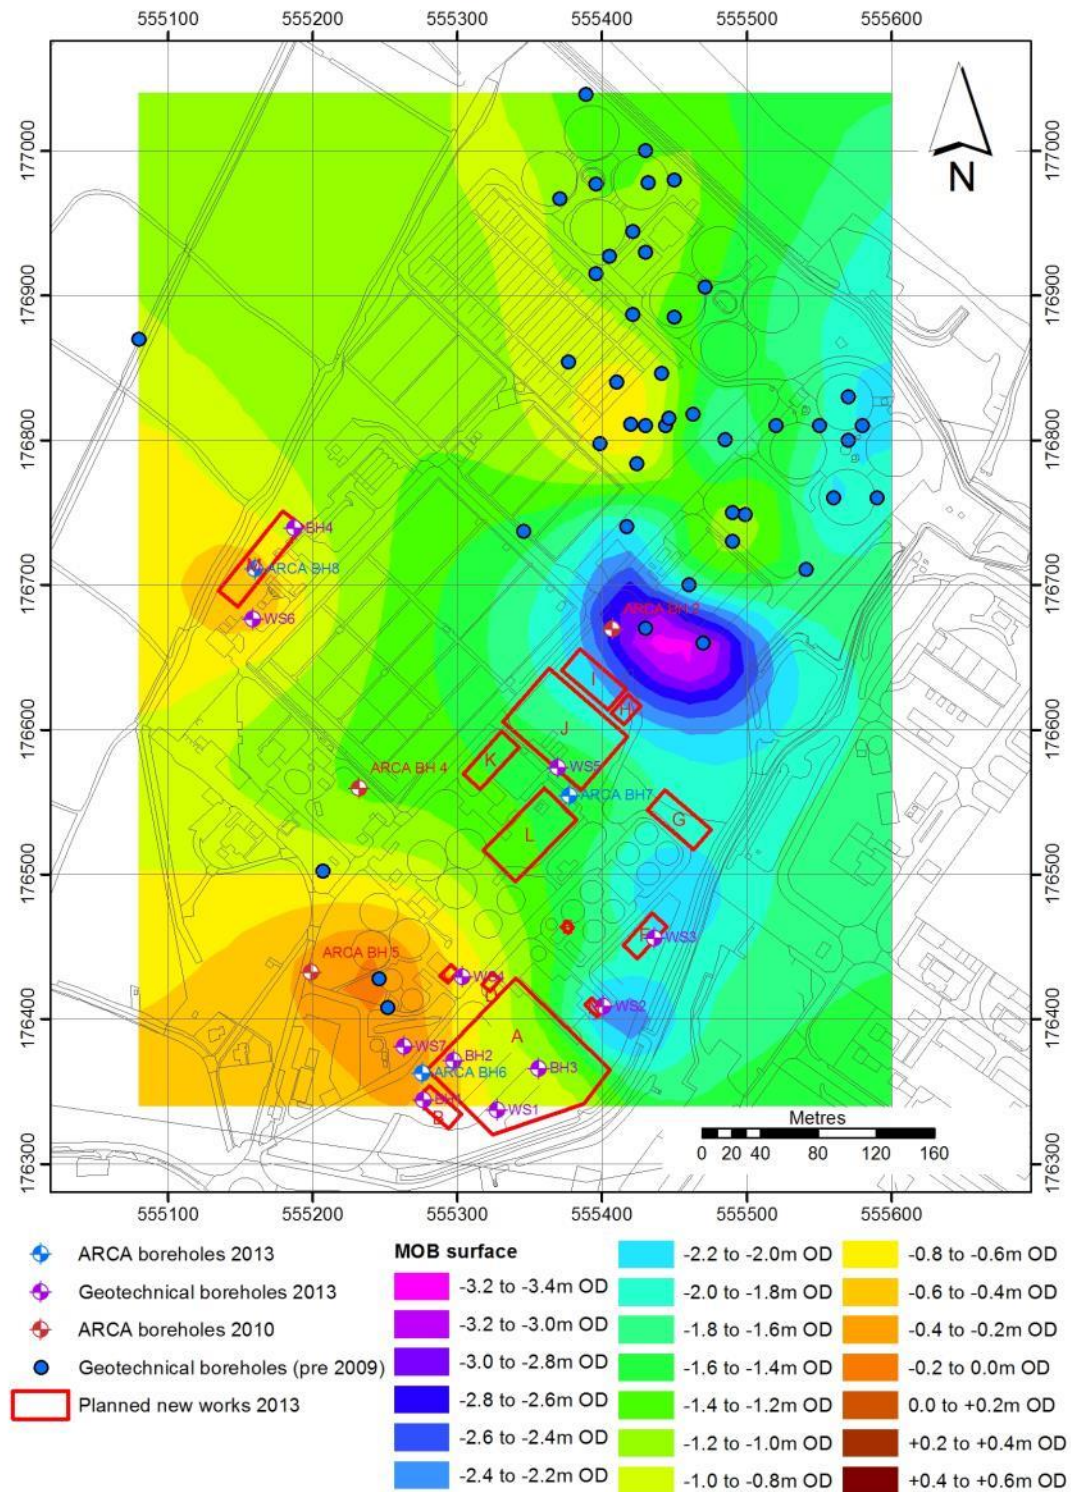 555100 555200 555300 555400 555500 555600
177000 177000
N
176900 176900
176800 176800
BH4
ARCA BH8
176700 176700
WS6
I
H
J
176600 176600
K
WS5
ARCA BH 4
ARCA BH7
G
L
176500 176500
WS3
ARCA BH 5
WS4
176400 176400
WS2
A
WS7
BH2
BH3
ARCA BH6
BH1
WS1
B
Metres
0 20 40 80 120 160
176300 176300
555100 555200 555300 555400 555500 555600
ARCA boreholes 2013
Geotechnical boreholes 2013
ARCA boreholes 2010
Geotechnical boreholes (pre 2009)
Planned new works 2013
MOB surface
-3.2 to -3.4m OD
-3.2 to -3.0m OD
-3.0 to -2.8m OD
-2.8 to -2.6m OD
-2.6 to -2.4m OD
-2.4 to -2.2m OD
-2.2 to -2.0m OD
-2.0 to -1.8m OD
-1.8 to -1.6m OD
-1.6 to -1.4m OD
-1.4 to -1.2m OD
-1.2 to -1.0m OD
-1.0 to -0.8m OD
-0.8 to -0.6m OD
-0.6 to -0.4m OD
-0.4 to -0.2m OD
-0.2 to 0.0m OD
0.0 to +0.2m OD
+0.2 to +0.4m OD
+0.4 to +0.6m OD